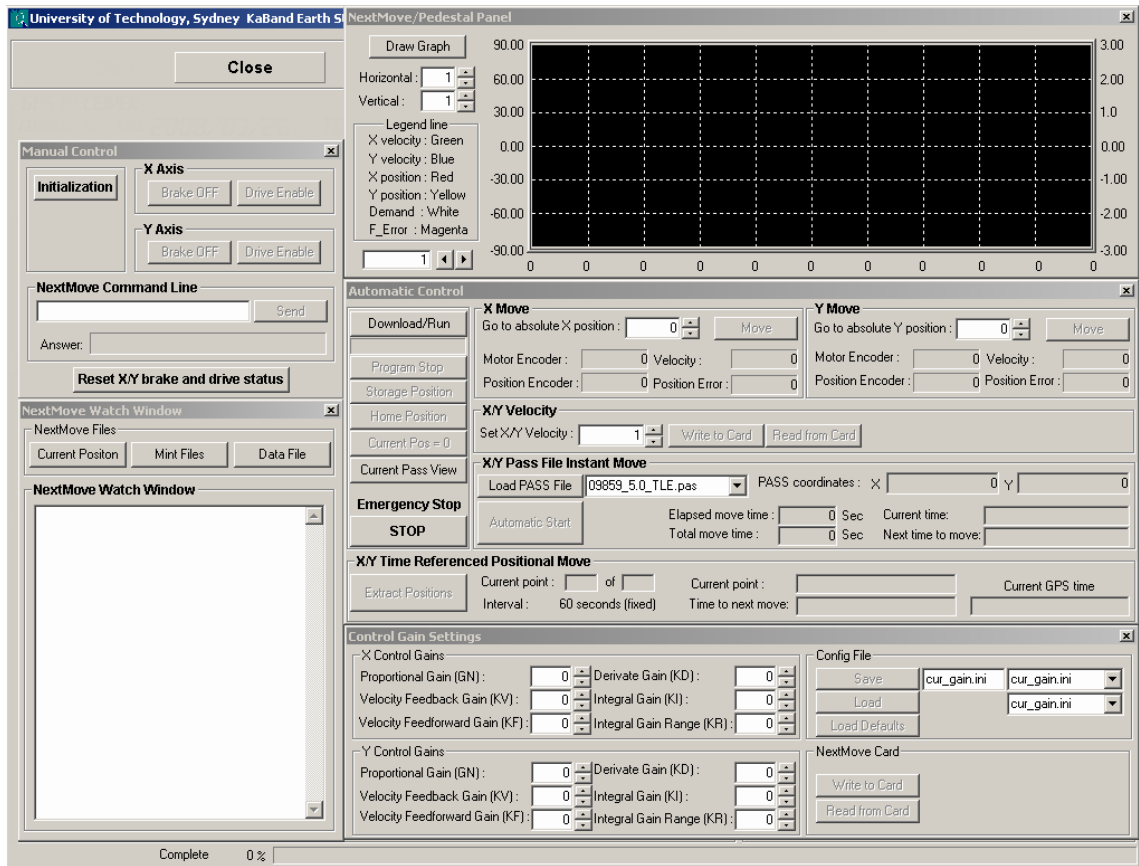 University of Technology, Sydney KaBand Earth S
Close
NextMove/Pedestal Panel
Draw Graph
Horizontal : 1
Vertical : 1
Legend line
X velocity : Green
Y velocity : Blue
X position : Red
Y position : Yellow
Demand : White
F_Error : Magenta
1
90.00
60.00
30.00
0.00
-30.00
-60.00
-90.00
3.00
2.00
1.0
0.00
-1.00
-2.00
-3.00
0 0 0 0 0 0 0 0 0 0 0
Manual Control
Initialization
X Axis
Brake OFF Drive Enable
Y Axis
Brake OFF Drive Enable
NextMove Command Line
Send
Answer:
Reset X/Y brake and drive status
NextMove Watch Window
NextMove Files
Current Positon Mint Files Data File
NextMove Watch Window
Automatic Control
Download/Run
Program Stop
Storage Position
Home Position
Current Pos = 0
Current Pass View
Emergency Stop
STOP
X Move
Go to absolute X position : 0 Move
Motor Encoder : 0 Velocity : 0
Position Encoder : 0 Position Error : 0
Y Move
Go to absolute Y position : 0 Move
Motor Encoder : 0 Velocity : 0
Position Encoder : 0 Position Error : 0
X/Y Velocity
Set X/Y Velocity : 1 Write to Card Read from Card
X/Y Pass File Instant Move
Load PASS File 09859_5.0_TLE.pas PASS coordinates : X 0 Y 0
Automatic Start
Elapsed move time : 0 Sec Current time:
Total move time : 0 Sec Next time to move:
X/Y Time Referenced Positional Move
Extract Positions
Current point : of Current point : Current GPS time
Interval : 60 seconds (fixed) Time to next move:
Control Gain Settings
X Control Gains
Proportional Gain (GN) : 0 Derivate Gain (KD) : 0
Velocity Feedback Gain (KV) : 0 Integral Gain (KI) : 0
Velocity Feedforward Gain (KF) : 0 Integral Gain Range (KR) : 0
Y Control Gains
Proportional Gain (GN) : 0 Derivate Gain (KD) : 0
Velocity Feedback Gain (KV) : 0 Integral Gain (KI) : 0
Velocity Feedforward Gain (KF) : 0 Integral Gain Range (KR) : 0
Config File
Save cur_gain.ini cur_gain.ini
Load cur_gain.ini
Load Defaults
NextMove Card
Write to Card
Read from Card
Complete 0 %